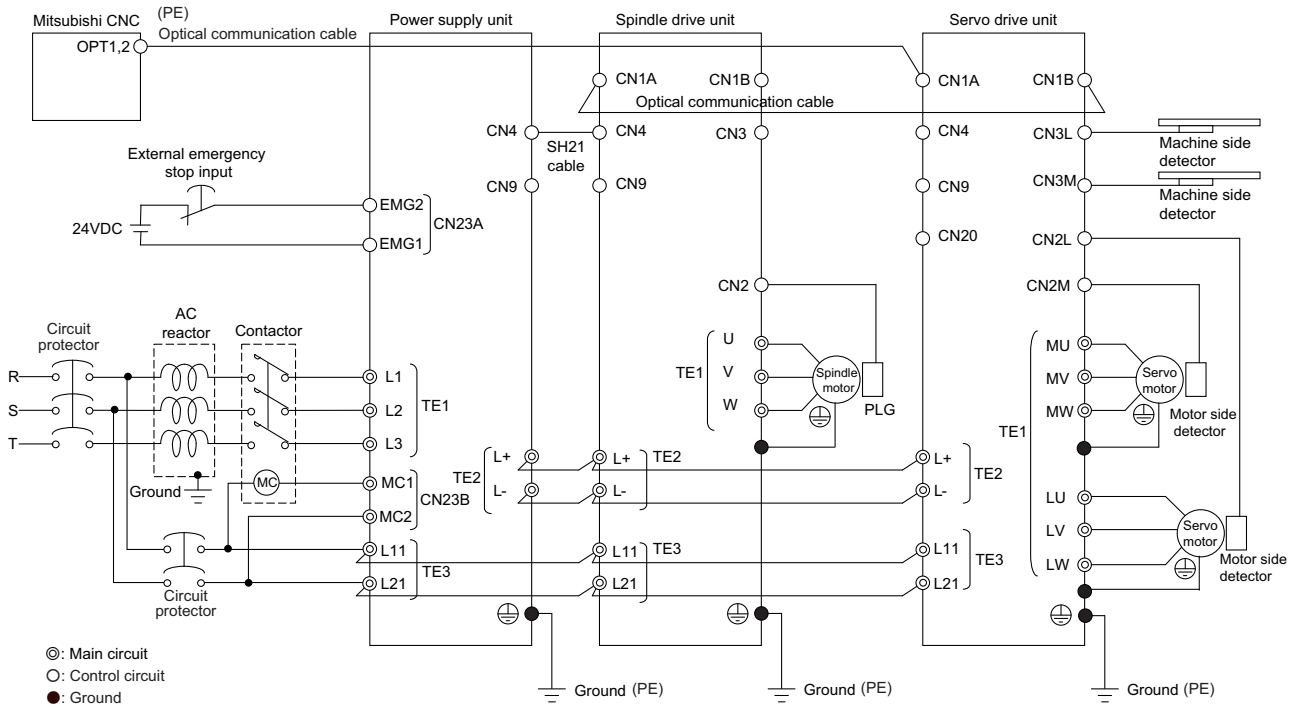 Mitsubishi CNC
(PE)
Optical communication cable
Power supply unit
Spindle drive unit
Servo drive unit
OPT1,2
CN1A
CN1B
CN1A
CN1B
Optical communication cable
CN4
SH21
cable
CN4
CN3
CN4
CN3L
Machine side
detector
External emergency
stop input
CN9
CN9
CN9
CN3M
Machine side
detector
24VDC
EMG2
EMG1
CN23A
CN20
CN2L
CN2
CN2M
Circuit
protector
AC
reactor
Contactor
R
S
T
L1
L2
L3
TE1
TE1
U
V
W
Spindle
motor
PLG
TE1
MU
MV
MW
Servo
motor
Motor side
detector
Ground
MC
MC1
MC2
CN23B
TE2
L+
L-
L+
L-
TE2
L+
L-
TE2
LU
LV
LW
Servo
motor
Motor side
detector
Circuit
protector
L11
L21
TE3
L11
L21
TE3
L11
L21
TE3
◎: Main circuit
○: Control circuit
●: Ground
Ground (PE)
Ground (PE)
Ground (PE)